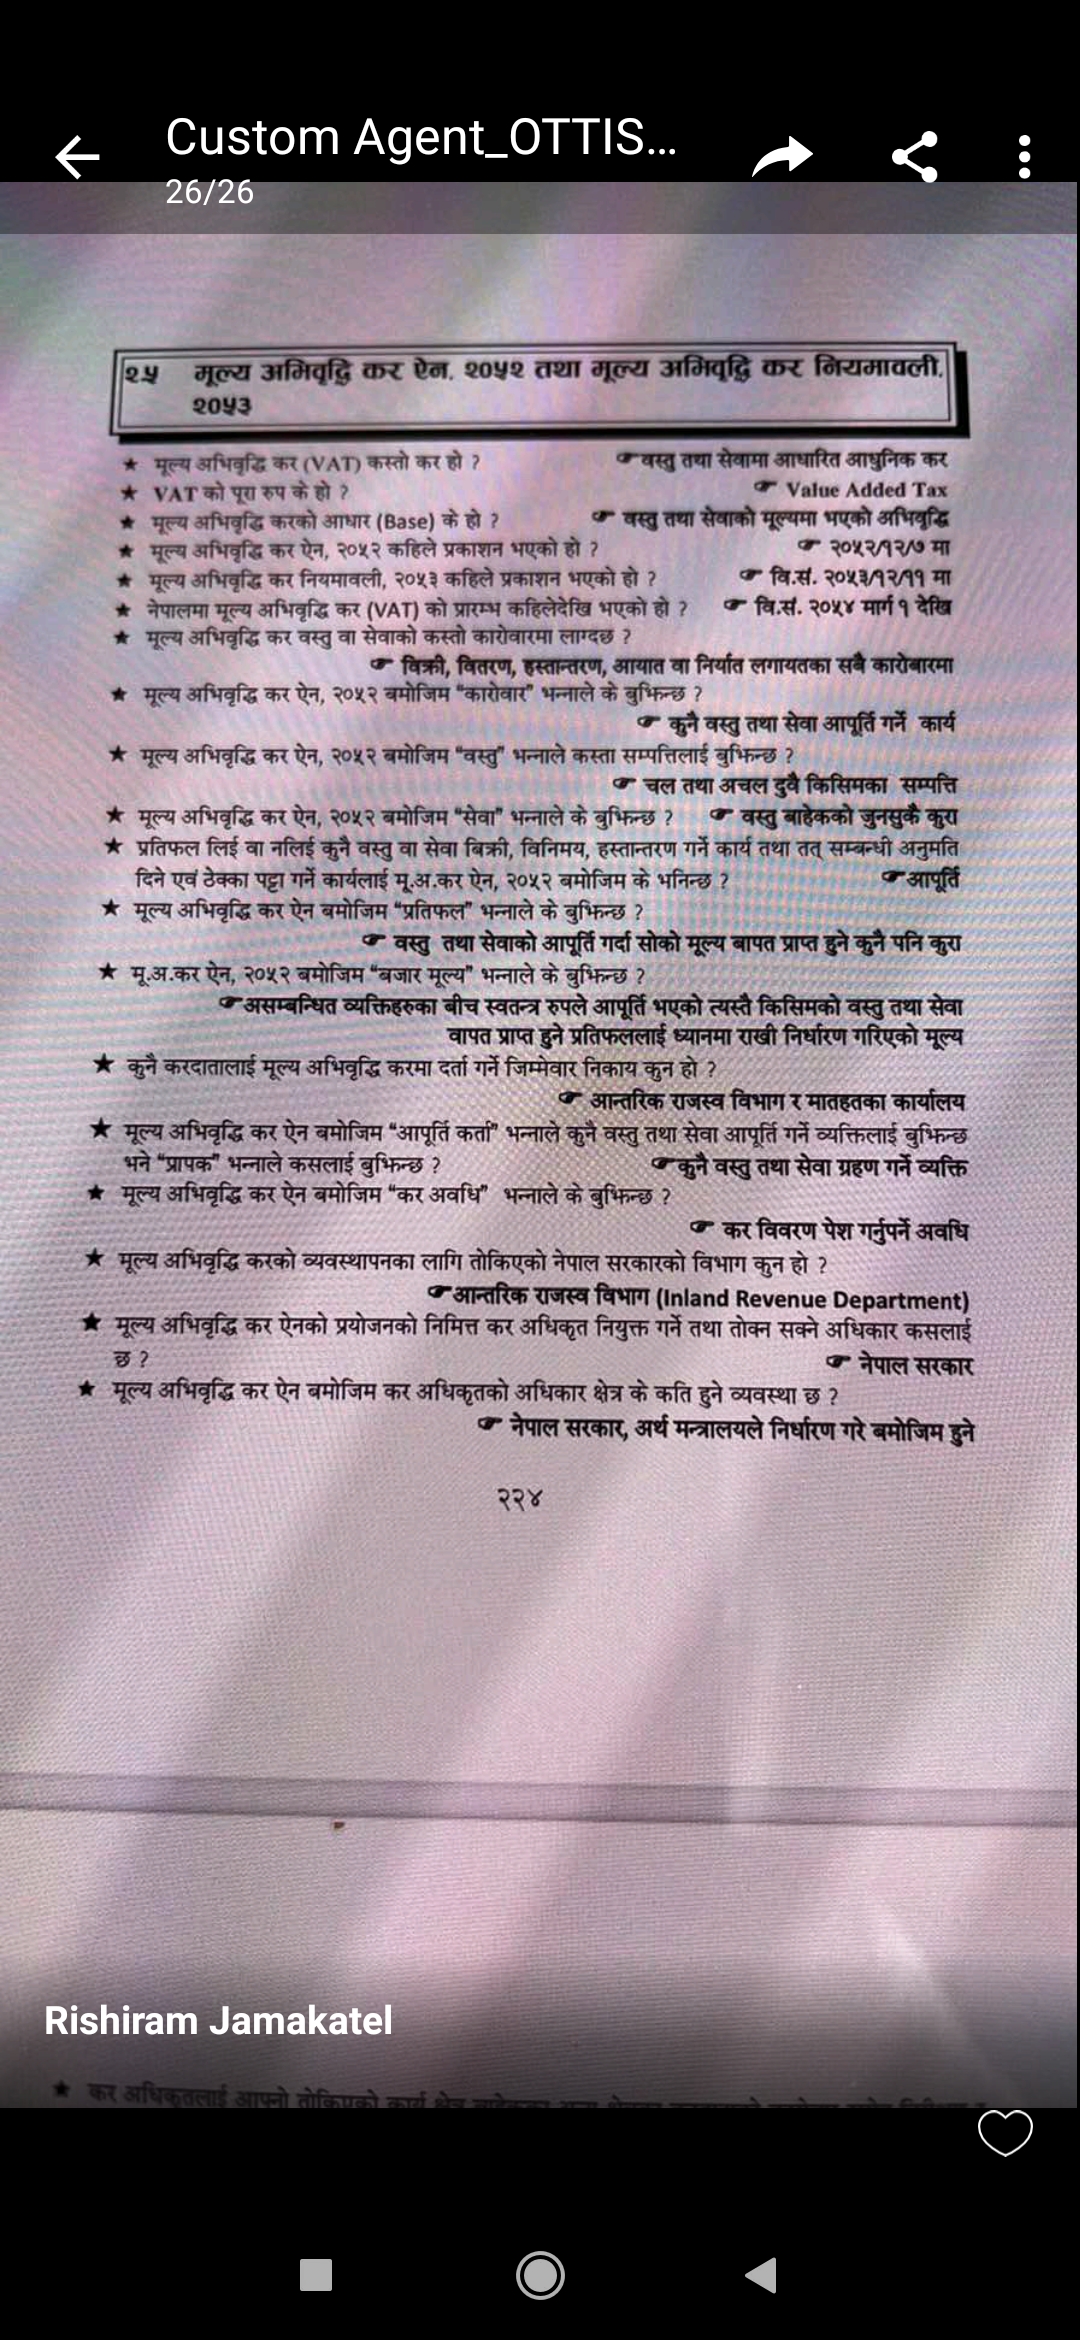 Custom Agent_OTTIS...
26/26
२५ मूल्य अभिवृद्धि कर ऐन, २०५२ तथा मूल्य अभिवृद्धि कर नियमावली,
२०५३
★ मूल्य अभिवृद्धि कर (VAT) कस्तो कर हो ? ☛वस्तु तथा सेवामा आधारित आधुनिक कर
★ VAT को पूरा रुप के हो ? ☛ Value Added Tax
★ मूल्य अभिवृद्धि करको आधार (Base) के हो ? ☛ वस्तु तथा सेवाको मूल्यमा भएको अभिवृद्धि
★ मूल्य अभिवृद्धि कर ऐन, २०५२ कहिले प्रकाशन भएको हो ? ☛ २०५२/१२/७ मा
★ मूल्य अभिवृद्धि कर नियमावली, २०५३ कहिले प्रकाशन भएको हो ? ☛ वि.सं. २०५३/१२/११ मा
★ नेपालमा मूल्य अभिवृद्धि कर (VAT) को प्रारम्भ कहिलेदेखि भएको हो ? ☛ वि.सं. २०५४ मार्ग १ देखि
★ मूल्य अभिवृद्धि कर वस्तु वा सेवाको कस्तो कारोवारमा लाग्दछ ?
☛ विक्री, वितरण, हस्तान्तरण, आयात वा निर्यात लगायतका सबै कारोबारमा
★ मूल्य अभिवृद्धि कर ऐन, २०५२ बमोजिम “कारोवार” भन्नाले के बुझिन्छ ?
☛ कुनै वस्तु तथा सेवा आपूर्ति गर्ने कार्य
★ मूल्य अभिवृद्धि कर ऐन, २०५२ बमोजिम “वस्तु” भन्नाले कस्ता सम्पत्तिलाई बुझिन्छ ?
☛ चल तथा अचल दुवै किसिमका सम्पत्ति
★ मूल्य अभिवृद्धि कर ऐन, २०५२ बमोजिम “सेवा” भन्नाले के बुझिन्छ ? ☛ वस्तु बाहेकको जुनसुकै कुरा
★ प्रतिफल लिई वा नलिई कुनै वस्तु वा सेवा बिक्री, विनिमय, हस्तान्तरण गर्ने कार्य तथा तत् सम्बन्धी अनुमति
दिने एवं ठेक्का पट्टा गर्ने कार्यलाई मू.अ.कर ऐन, २०५२ बमोजिम के भनिन्छ ? ☛आपूर्ति
★ मूल्य अभिवृद्धि कर ऐन बमोजिम “प्रतिफल” भन्नाले के बुझिन्छ ?
☛ वस्तु तथा सेवाको आपूर्ति गर्दा सोको मूल्य बापत प्राप्त हुने कुनै पनि कुरा
★ मू.अ.कर ऐन, २०५२ बमोजिम “बजार मूल्य” भन्नाले के बुझिन्छ ?
☛असम्बन्धित व्यक्तिहरुका बीच स्वतन्त्र रुपले आपूर्ति भएको त्यस्तै किसिमको वस्तु तथा सेवा
वापत प्राप्त हुने प्रतिफललाई ध्यानमा राखी निर्धारण गरिएको मूल्य
★ कुनै करदातालाई मूल्य अभिवृद्धि करमा दर्ता गर्ने जिम्मेवार निकाय कुन हो ?
☛ आन्तरिक राजस्व विभाग र मातहतका कार्यालय
★ मूल्य अभिवृद्धि कर ऐन बमोजिम “आपूर्ति कर्ता” भन्नाले कुनै वस्तु तथा सेवा आपूर्ति गर्ने व्यक्तिलाई बुझिन्छ
भने “प्रापक” भन्नाले कसलाई बुझिन्छ ? ☛कुनै वस्तु तथा सेवा ग्रहण गर्ने व्यक्ति
★ मूल्य अभिवृद्धि कर ऐन बमोजिम “कर अवधि” भन्नाले के बुझिन्छ ?
☛ कर विवरण पेश गर्नुपर्ने अवधि
★ मूल्य अभिवृद्धि करको व्यवस्थापनका लागि तोकिएको नेपाल सरकारको विभाग कुन हो ?
☛आन्तरिक राजस्व विभाग (Inland Revenue Department)
★ मूल्य अभिवृद्धि कर ऐनको प्रयोजनको निमित्त कर अधिकृत नियुक्त गर्ने तथा तोक्न सक्ने अधिकार कसलाई
छ ? ☛ नेपाल सरकार
★ मूल्य अभिवृद्धि कर ऐन बमोजिम कर अधिकृतको अधिकार क्षेत्र के कति हुने व्यवस्था छ ?
☛ नेपाल सरकार, अर्थ मन्त्रालयले निर्धारण गरे बमोजिम हुने
२२४
Rishiram Jamakatel
★ कर अधिकृतलाई आफ्नो तोकिएको कार्य क्षेत्र